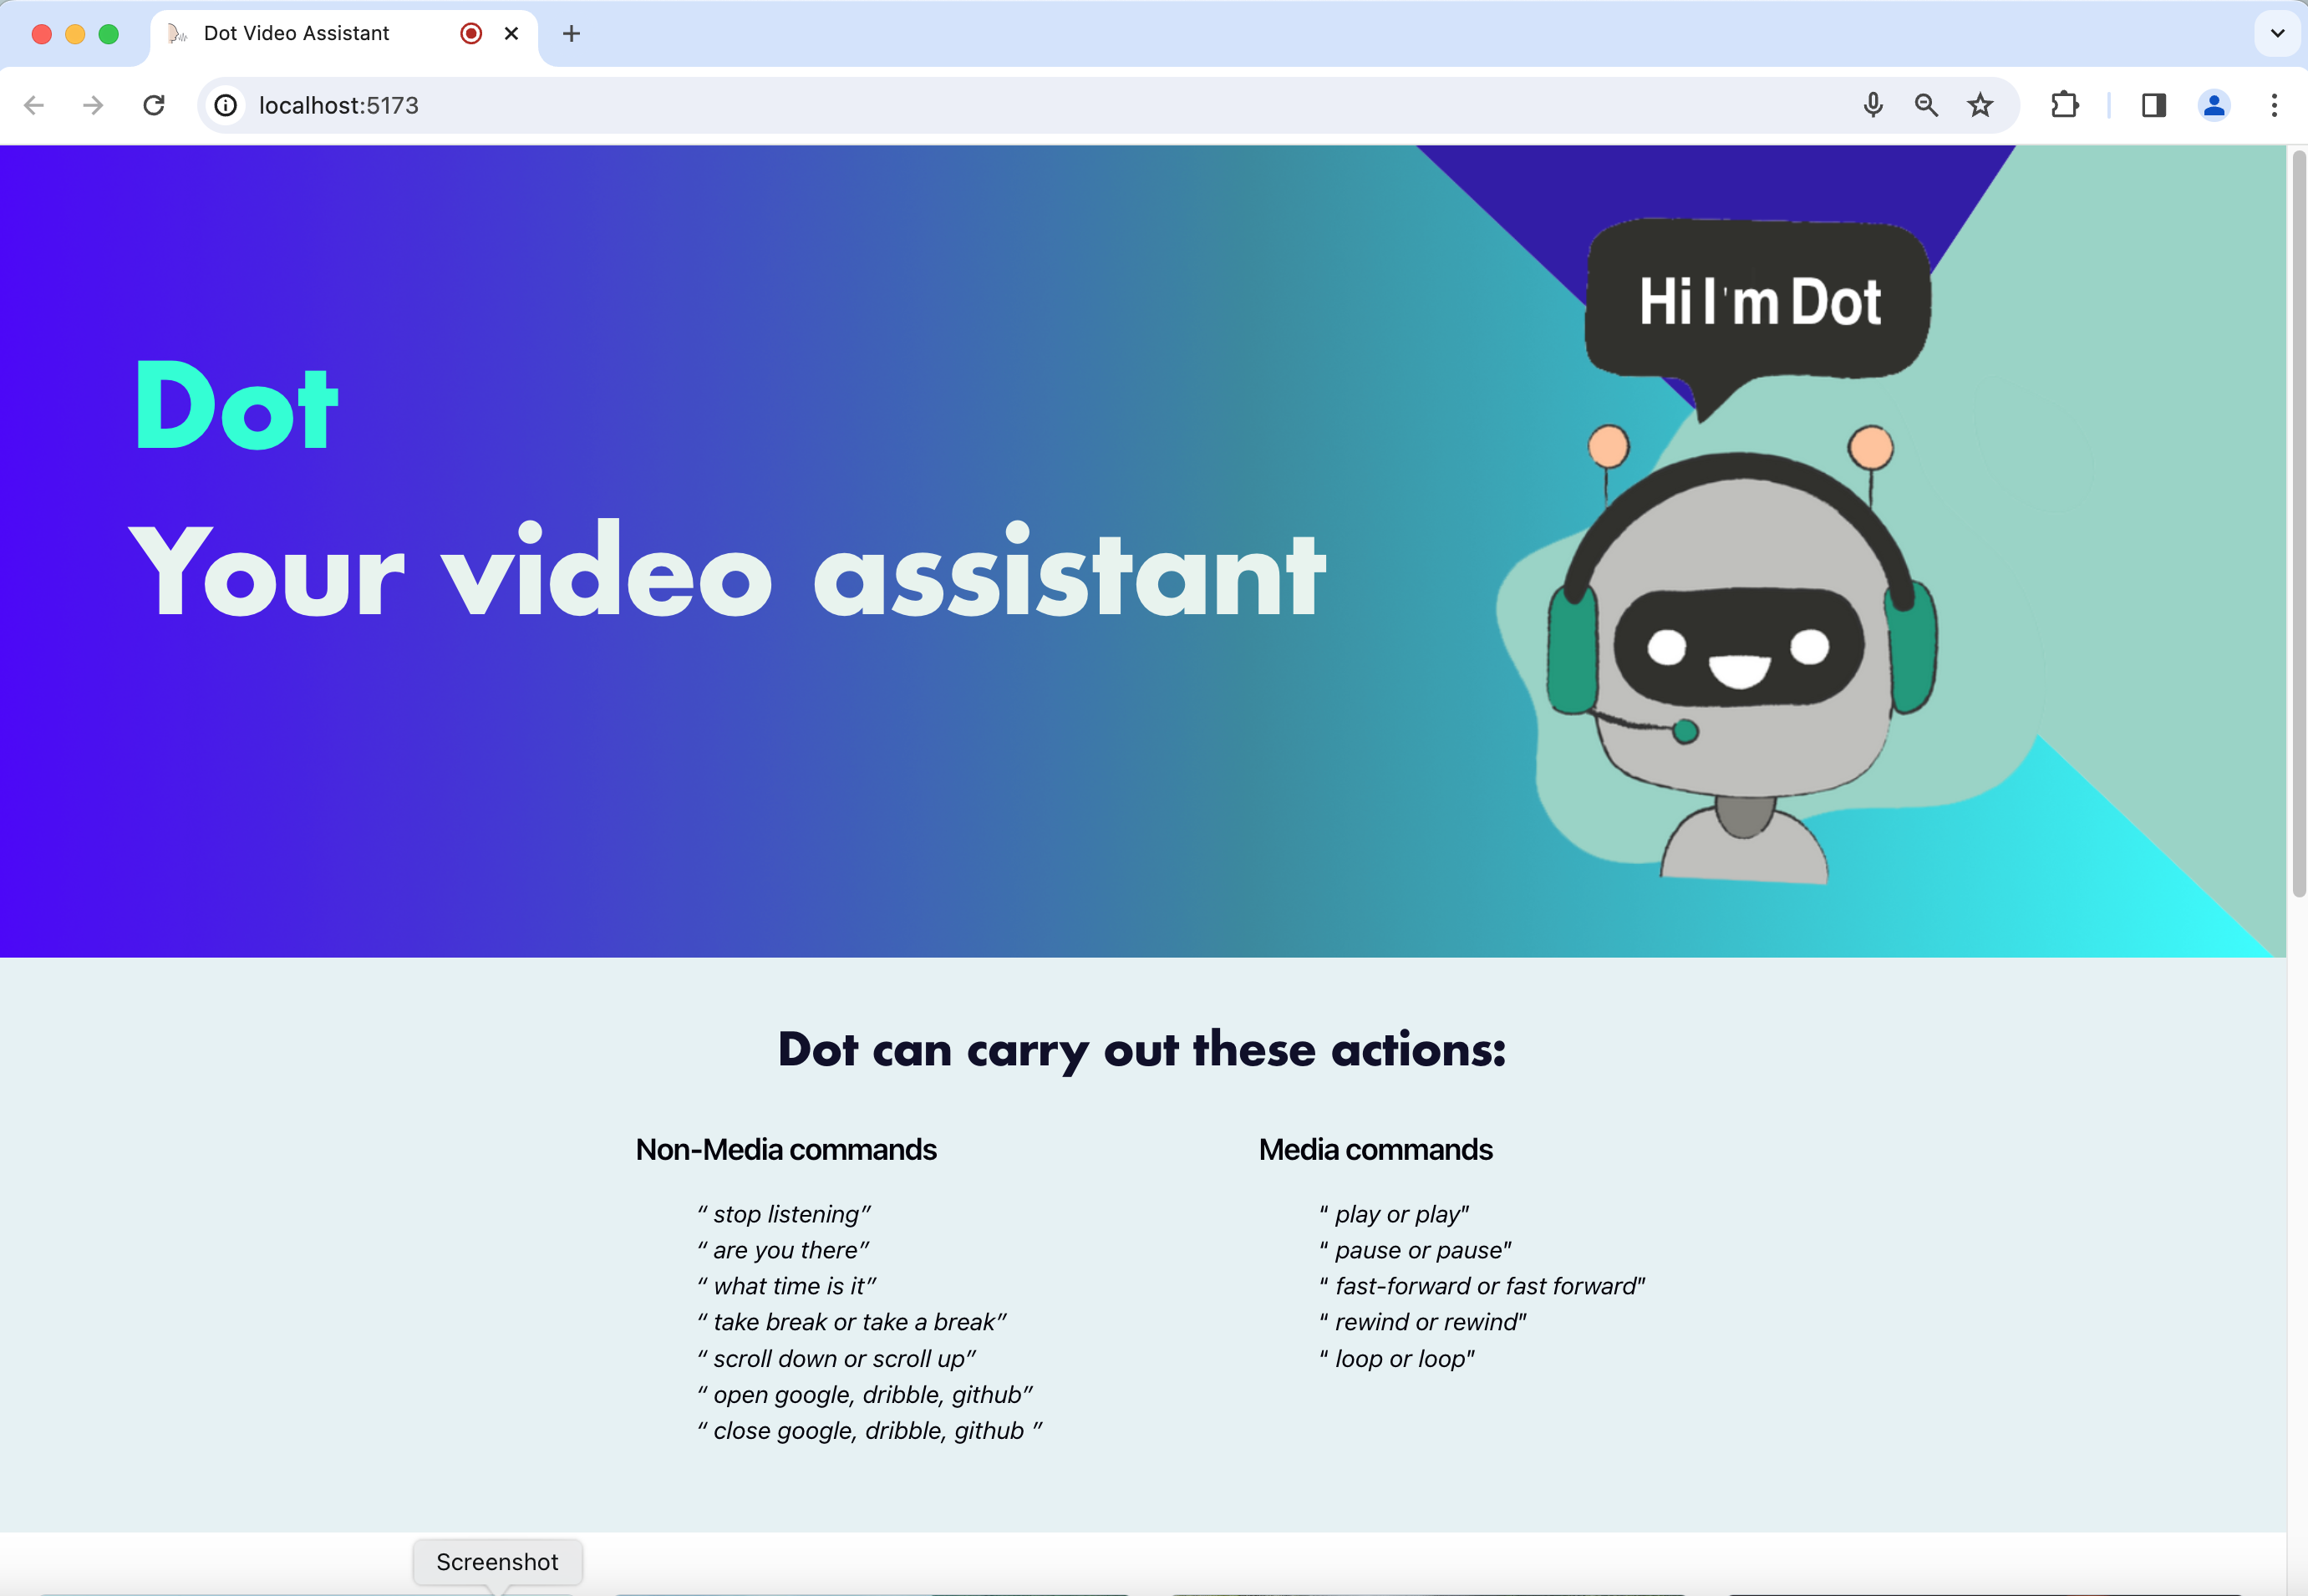 Dot Video Assistant
localhost:5173
Hi I'm Dot
Dot
Your video assistant
Dot can carry out these actions:
Non-Media commands
“ stop listening”
“ are you there”
“ what time is it”
“ take break or take a break”
“ scroll down or scroll up”
“ open google, dribble, github”
“ close google, dribble, github ”
Media commands
“ play or play"
“ pause or pause"
“ fast-forward or fast forward"
“ rewind or rewind"
“ loop or loop"
Screenshot